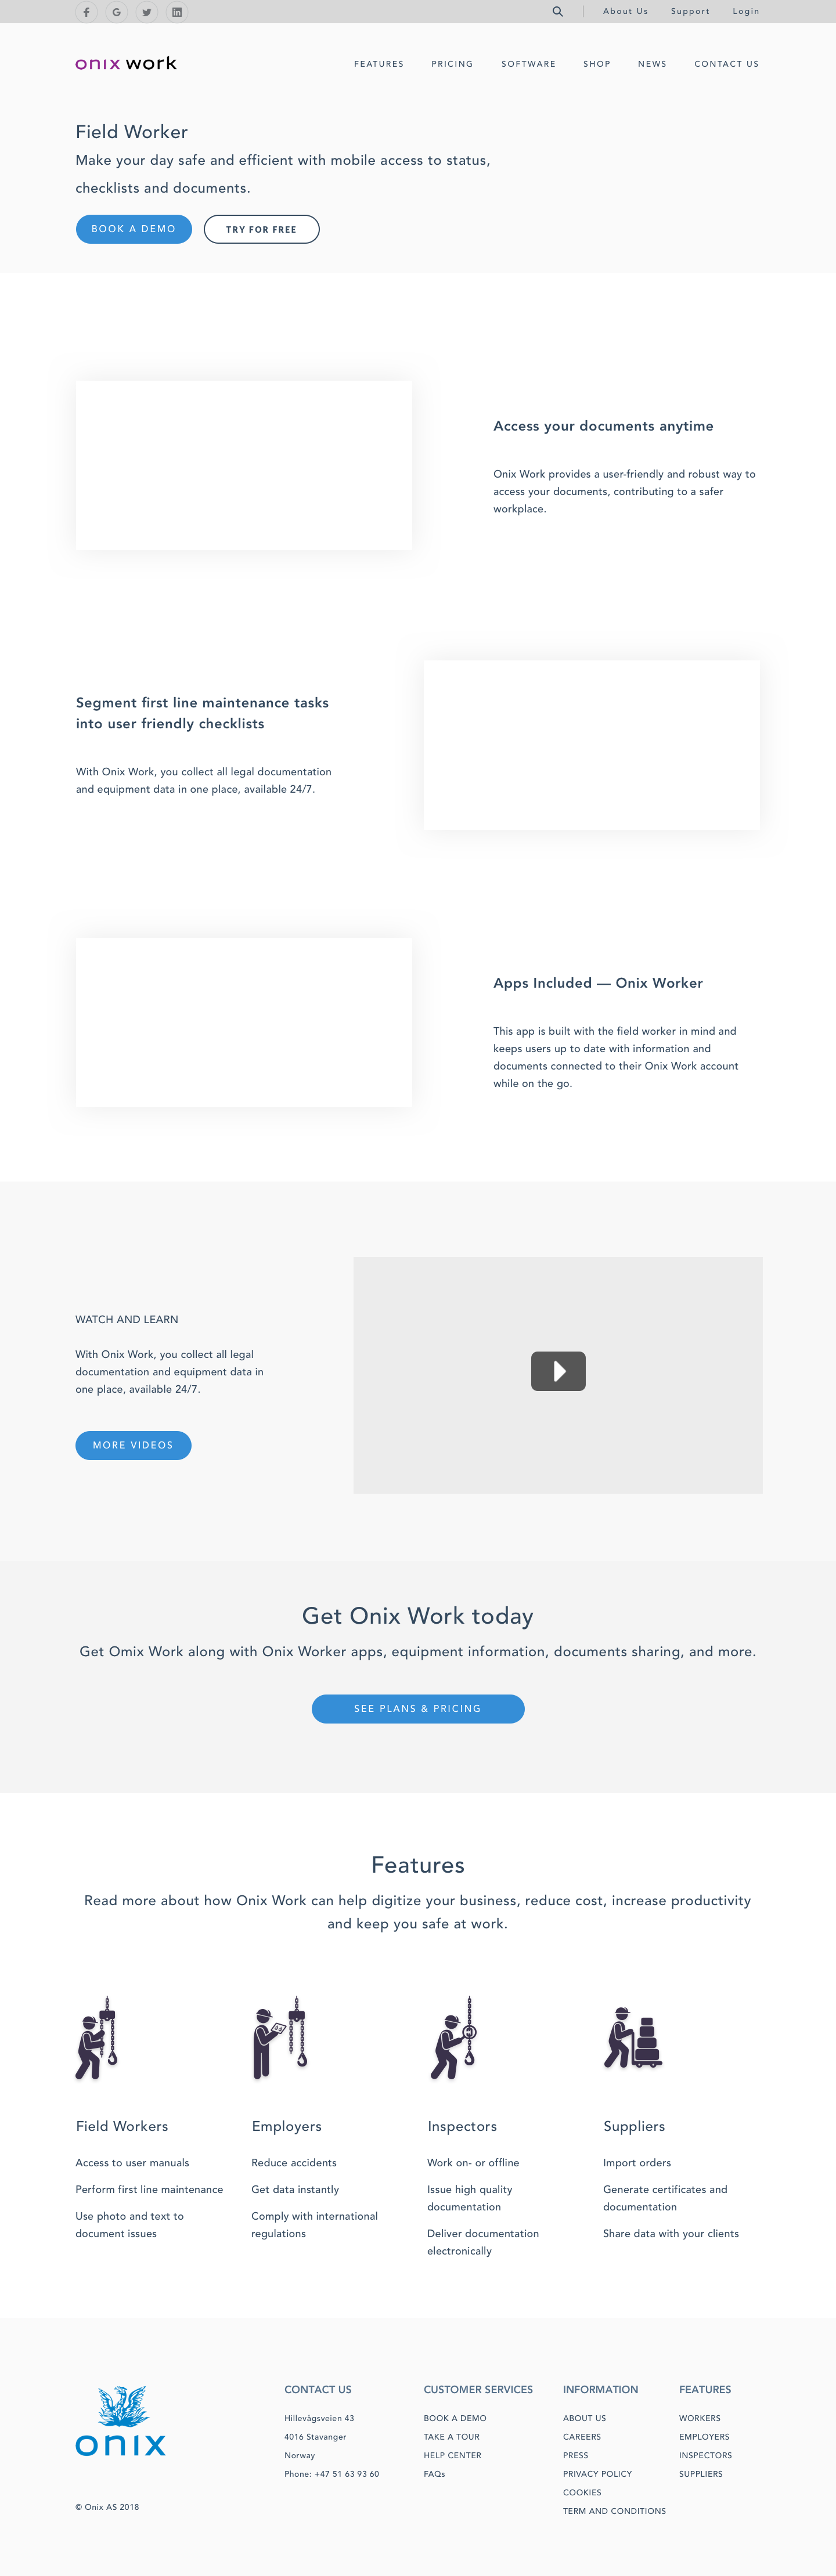 About Us Support Login
onix work
FEATURES PRICING SOFTWARE SHOP NEWS CONTACT US
Field Worker
Make your day safe and efficient with mobile access to status,
checklists and documents.
BOOK A DEMO TRY FOR FREE
Access your documents anytime
Onix Work provides a user-friendly and robust way to
access your documents, contributing to a safer
workplace.
Segment first line maintenance tasks
into user friendly checklists
With Onix Work, you collect all legal documentation
and equipment data in one place, available 24/7.
Apps Included — Onix Worker
This app is built with the field worker in mind and
keeps users up to date with information and
documents connected to their Onix Work account
while on the go.
WATCH AND LEARN
With Onix Work, you collect all legal
documentation and equipment data in
one place, available 24/7.
MORE VIDEOS
Get Onix Work today
Get Omix Work along with Onix Worker apps, equipment information, documents sharing, and more.
SEE PLANS & PRICING
Features
Read more about how Onix Work can help digitize your business, reduce cost, increase productivity
and keep you safe at work.
Field Workers
Access to user manuals
Perform first line maintenance
Use photo and text to
document issues
Employers
Reduce accidents
Get data instantly
Comply with international
regulations
Inspectors
Work on- or offline
Issue high quality
documentation
Deliver documentation
electronically
Suppliers
Import orders
Generate certificates and
documentation
Share data with your clients
onix
© Onix AS 2018
CONTACT US
Hillevågsveien 43
4016 Stavanger
Norway
Phone: +47 51 63 93 60
CUSTOMER SERVICES
BOOK A DEMO
TAKE A TOUR
HELP CENTER
FAQs
INFORMATION
ABOUT US
CAREERS
PRESS
PRIVACY POLICY
COOKIES
TERM AND CONDITIONS
FEATURES
WORKERS
EMPLOYERS
INSPECTORS
SUPPLIERS